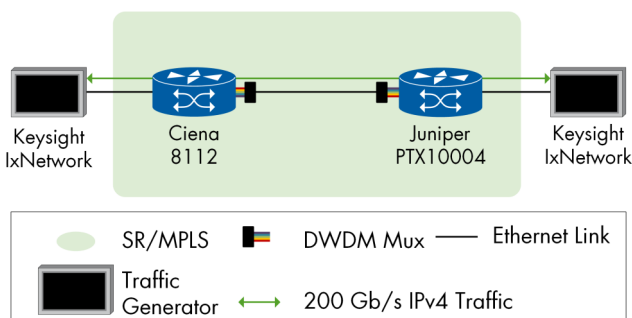 Keysight
IxNetwork
Ciena
8112
Juniper
PTX10004
Keysight
IxNetwork
SR/MPLS
DWDM Mux
Ethernet Link
Traffic
Generator
200 Gb/s IPv4 Traffic